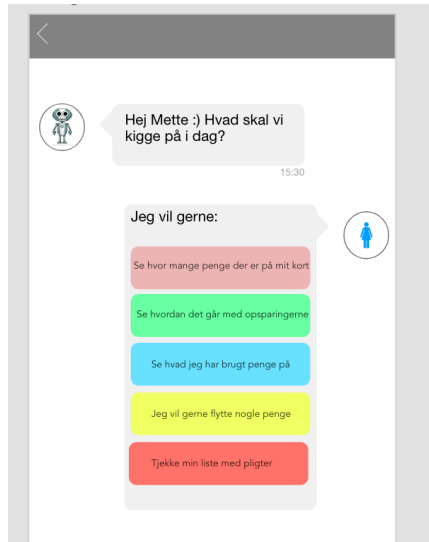 Hej Mette :) Hvad skal vi
kigge på i dag?
15:30
Jeg vil gerne:
Se hvor mange penge der er på mit kort
Se hvordan det går med opsparingerne
Se hvad jeg har brugt penge på
Jeg vil gerne flytte nogle penge
Tjekke min liste med pligter